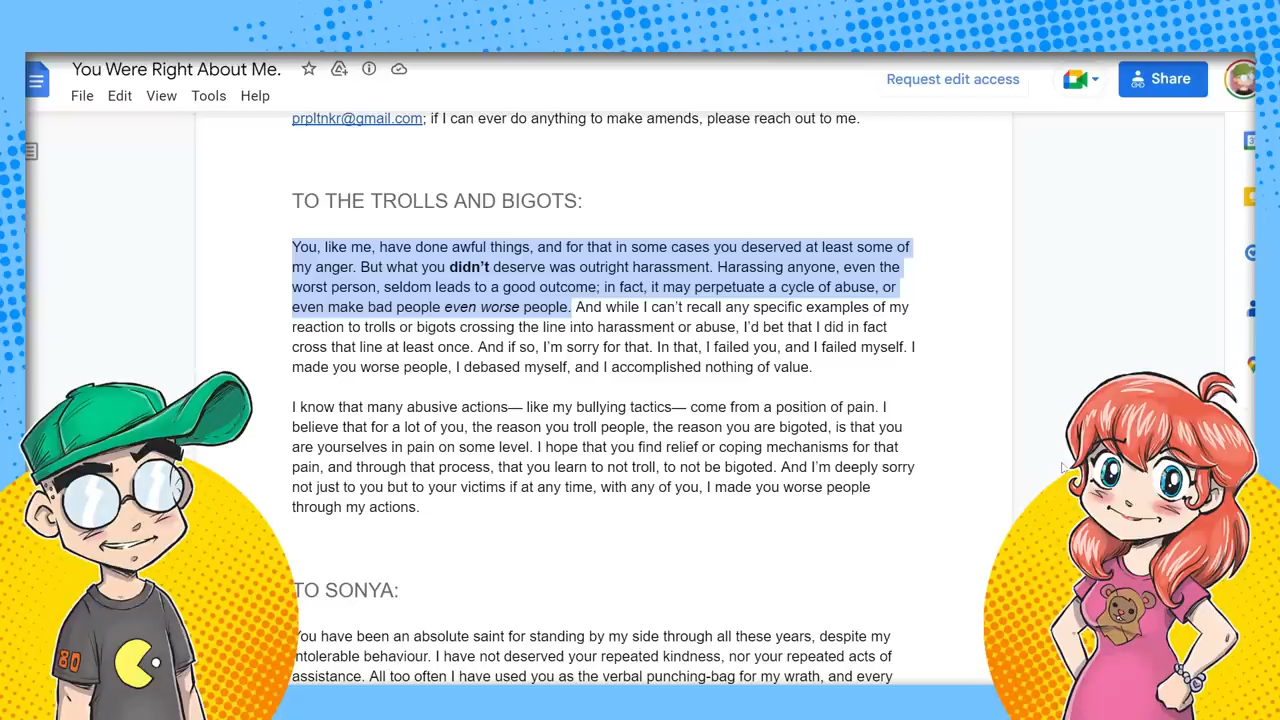 You Were Right About Me.
Request edit access
Share
File Edit View Tools Help
prpltnkr@gmail.com; if I can ever do anything to make amends, please reach out to me.
TO THE TROLLS AND BIGOTS:
You, like me, have done awful things, and for that in some cases you deserved at least some of
my anger. But what you didn't deserve was outright harassment. Harassing anyone, even the
worst person, seldom leads to a good outcome; in fact, it may perpetuate a cycle of abuse, or
even make bad people even worse people. And while I can't recall any specific examples of my
reaction to trolls or bigots crossing the line into harassment or abuse, I'd bet that I did in fact
cross that line at least once. And if so, I'm sorry for that. In that, I failed you, and I failed myself. I
made you worse people, I debased myself, and I accomplished nothing of value.
I know that many abusive actions— like my bullying tactics— come from a position of pain. I
believe that for a lot of you, the reason you troll people, the reason you are bigoted, is that you
are yourselves in pain on some level. I hope that you find relief or coping mechanisms for that
pain, and through that process, that you learn to not troll, to not be bigoted. And I'm deeply sorry
not just to you but to your victims if at any time, with any of you, I made you worse people
through my actions.
TO SONYA:
You have been an absolute saint for standing by my side through all these years, despite my
intolerable behaviour. I have not deserved your repeated kindness, nor your repeated acts of
assistance. All too often I have used you as the verbal punching-bag for my wrath, and every
80